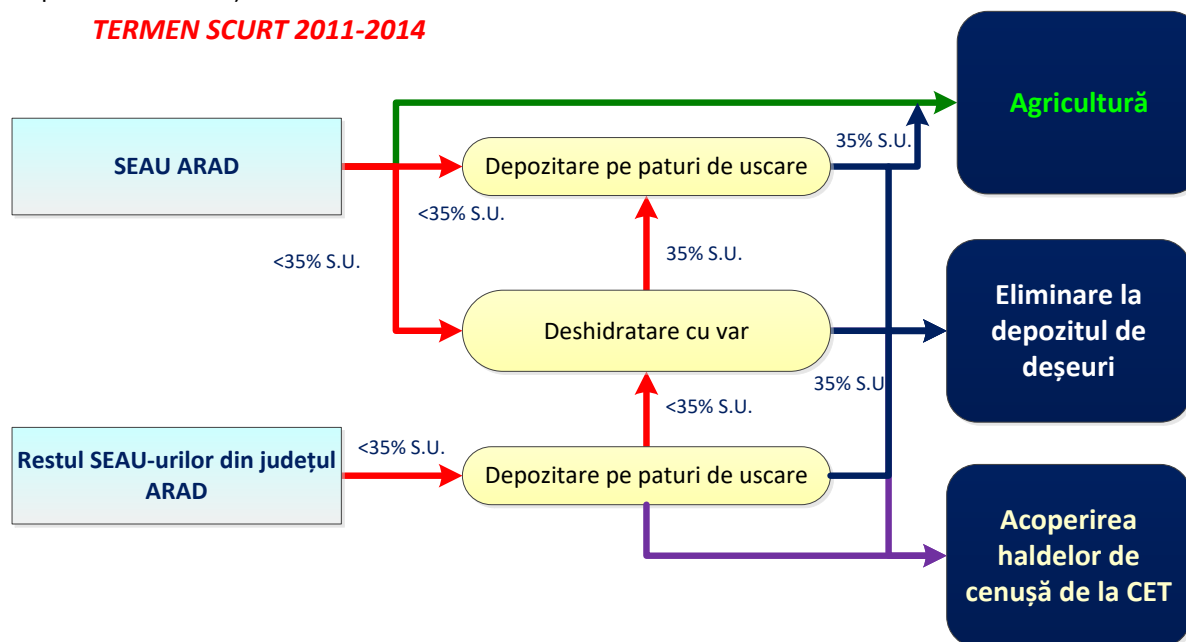 TERMEN SCURT 2011-2014
Agricultură
SEAU ARAD
Depozitare pe paturi de uscare
35% S.U.
<35% S.U.
<35% S.U.
35% S.U.
Deshidratare cu var
Eliminare la
depozitul de
deșeuri
35% S.U
<35% S.U.
Restul SEAU-urilor din județul
ARAD
<35% S.U.
Depozitare pe paturi de uscare
Acoperirea
haldelor de
cenușă de la CET